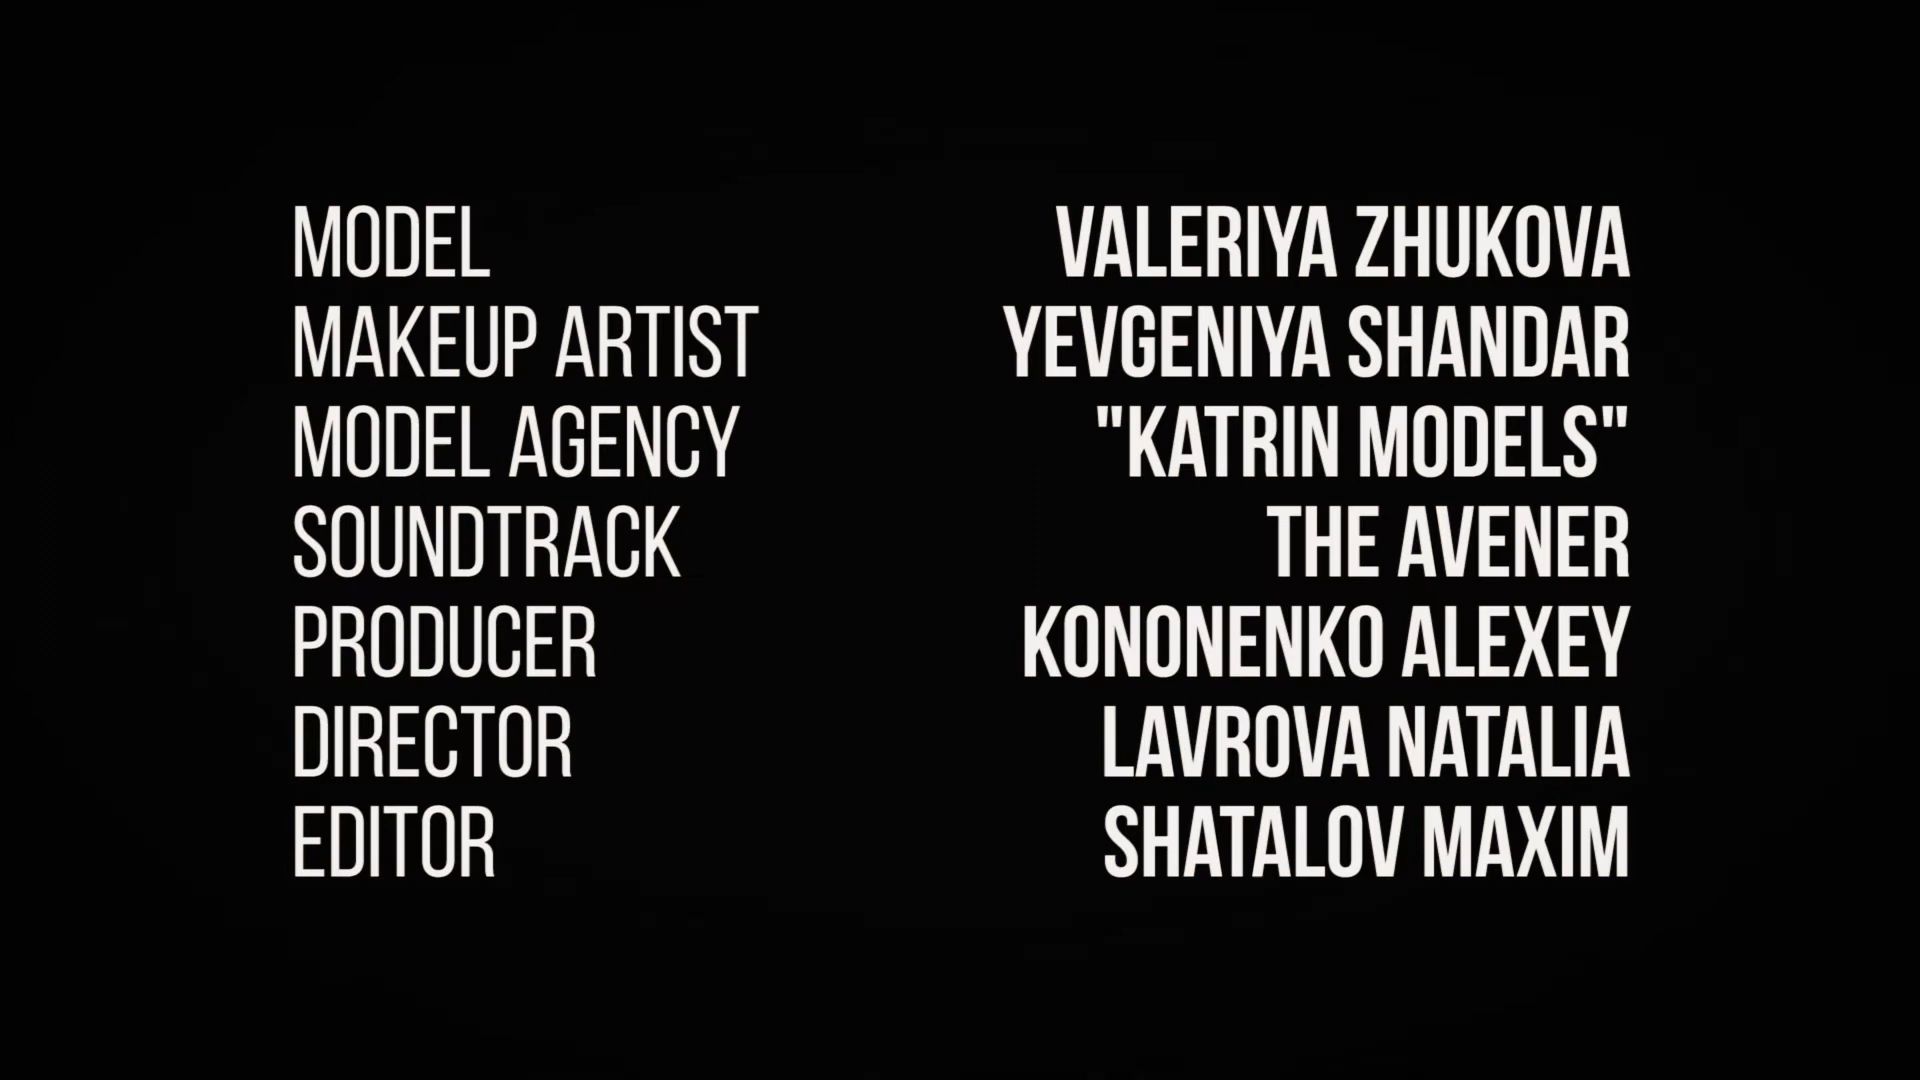 MODEL VALERIYA ZHUKOVA
MAKEUP ARTIST YEVGENIYA SHANDAR
MODEL AGENCY "KATRIN MODELS"
SOUNDTRACK THE AVENER
PRODUCER KONONENKO ALEXEY
DIRECTOR LAVROVA NATALIA
EDITOR SHATALOV MAXIM